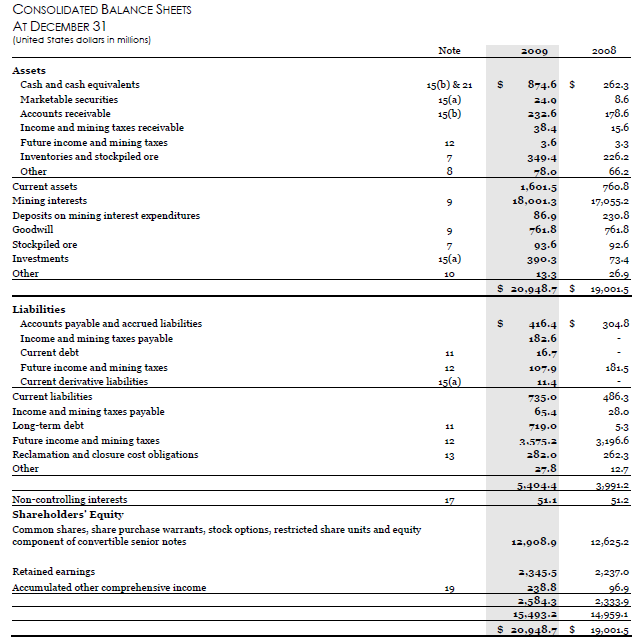 CONSOLIDATED BALANCE SHEETS
AT DECEMBER 31
(United States dollars in millions)
Note 2009 2008
Assets
Cash and cash equivalents 15(b) & 21 $ 874.6 $ 262.3
Marketable securities 15(a) 24.9 8.6
Accounts receivable 15(b) 232.6 178.6
Income and mining taxes receivable 38.4 15.6
Future income and mining taxes 12 3.6 3.3
Inventories and stockpiled ore 7 349.4 226.2
Other 8 78.0 66.2
Current assets 1,601.5 760.8
Mining interests 9 18,001.3 17,055.2
Deposits on mining interest expenditures 86.9 230.8
Goodwill 9 761.8 761.8
Stockpiled ore 7 93.6 92.6
Investments 15(a) 390.3 73.4
Other 10 13.3 26.9
$ 20,948.7 $ 19,001.5
Liabilities
Accounts payable and accrued liabilities $ 416.4 $ 304.8
Income and mining taxes payable 182.6 -
Current debt 11 16.7 -
Future income and mining taxes 12 107.9 181.5
Current derivative liabilities 15(a) 11.4 -
Current liabilities 735.0 486.3
Income and mining taxes payable 65.4 28.0
Long-term debt 11 719.0 5.3
Future income and mining taxes 12 3,575.2 3,196.6
Reclamation and closure cost obligations 13 282.0 262.3
Other 27.8 12.7
5,404.4 3,991.2
Non-controlling interests 17 51.1 51.2
Shareholders' Equity
Common shares, share purchase warrants, stock options, restricted share units and equity
component of convertible senior notes 12,908.9 12,625.2
Retained earnings 2,345.5 2,237.0
Accumulated other comprehensive income 19 238.8 96.9
2,584.3 2,333.9
15,493.2 14,959.1
$ 20,948.7 $ 19,001.5